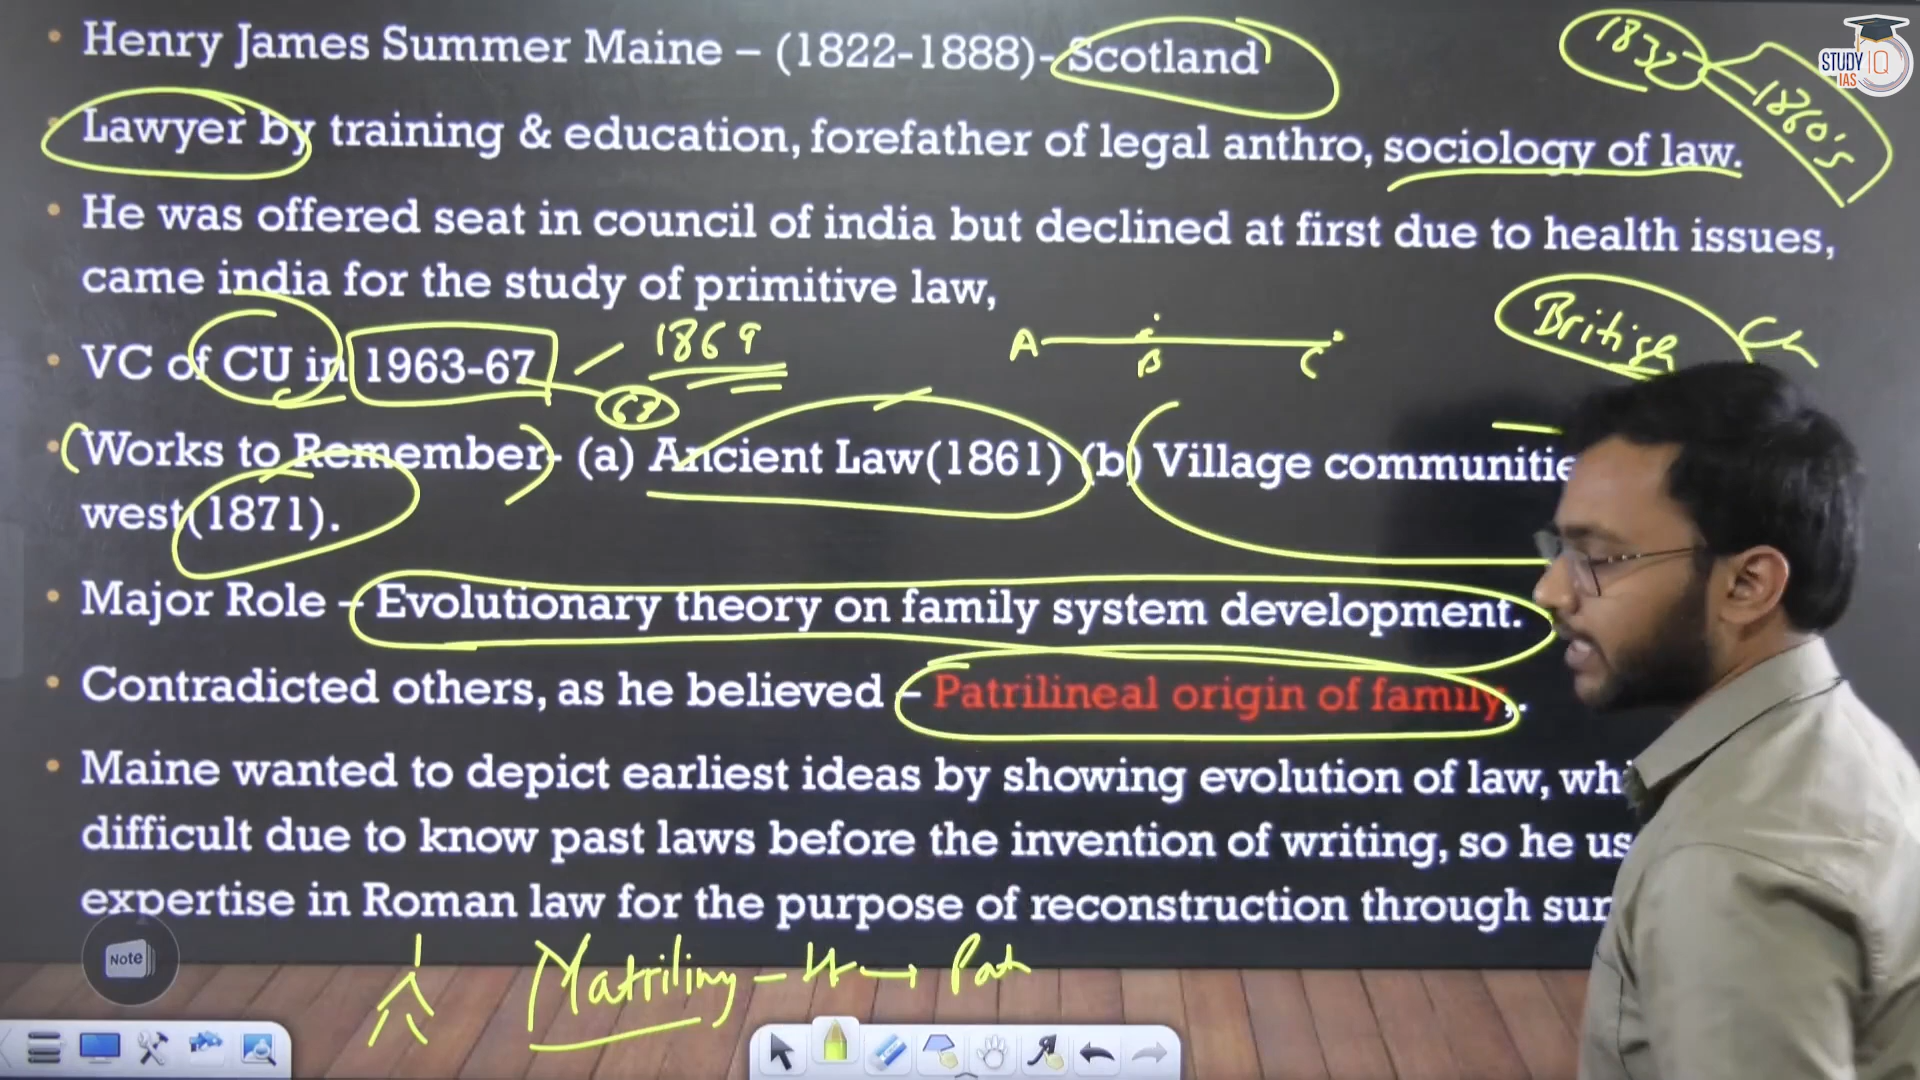 • Henry James Summer Maine – (1822-1888)- Scotland
1832
1860's
STUDY IQ
IAS
• Lawyer by training & education, forefather of legal anthro, sociology of law.
• He was offered seat in council of india but declined at first due to health issues,
came india for the study of primitive law,
British
• VC of CU in 1963-67
1869
68
A B C
• Works to Remember- (a) Ancient Law(1861) (b) Village
west(1871).
• Major Role – Evolutionary theory on family system development.
• Contradicted others, as he believed – Patrilineal origin of family,.
• Maine wanted to depict earliest ideas by showing evolution of law,
difficult due to know past laws before the invention of writing, so he
expertise in Roman law for the purpose of reconstruction through
Note
Matriliny –